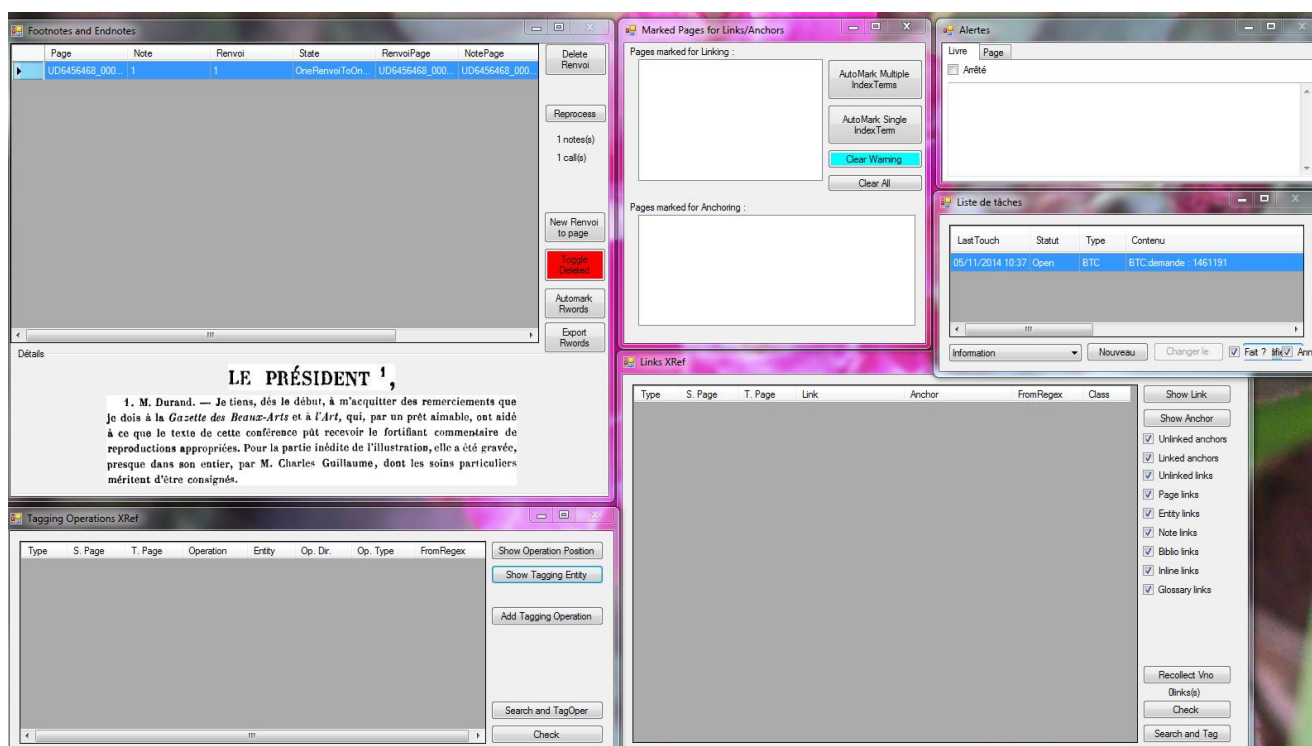 Footnotes and Endnotes
Page Note Renvoi State RenvoiPage NotePage
UD6456468_000... 1 1 OneRenvoiToOn... UD6456468_000... UD6456468_000...
Delete Renvoi
Reprocess
1 notes(s)
1 call(s)
New Renvoi to page
Toggle Deleted
Automark Rwords
Export Rwords
Détails
LE PRÉSIDENT ¹,
1. M. Durand. — Je tiens, dès le début, à m'acquitter des remerciements que
je dois à la Gazette des Beaux-Arts et à l'Art, qui, par un prêt aimable, ont aidé
à ce que le texte de cette conférence pût recevoir le fortifiant commentaire de
reproductions appropriées. Pour la partie inédite de l'illustration, elle a été gravée,
presque dans son entier, par M. Charles Guillaume, dont les soins particuliers
méritent d'être consignés.
Marked Pages for Links/Anchors
Pages marked for Linking :
AutoMark Multiple IndexTerms
AutoMark Single IndexTerm
Clear Warning
Clear All
Pages marked for Anchoring :
Alertes
Livre Page
Arrêté
Liste de tâches
LastTouch Statut Type Contenu
05/11/2014 10:37 Open BTC BTC:demande : 1461191
Information Nouveau Changer le Fait ? Ann
Tagging Operations XRef
Type S. Page T. Page Operation Entity Op. Dir. Op. Type FromRegex
Show Operation Position
Show Tagging Entity
Add Tagging Operation
Search and TagOper
Check
Links XRef
Type S. Page T. Page Link Anchor FromRegex Class
Show Link
Show Anchor
Unlinked anchors
Linked anchors
Unlinked links
Page links
Entity links
Note links
Biblio links
Inline links
Glossary links
Recollect Vno
0links(s)
Check
Search and Tag